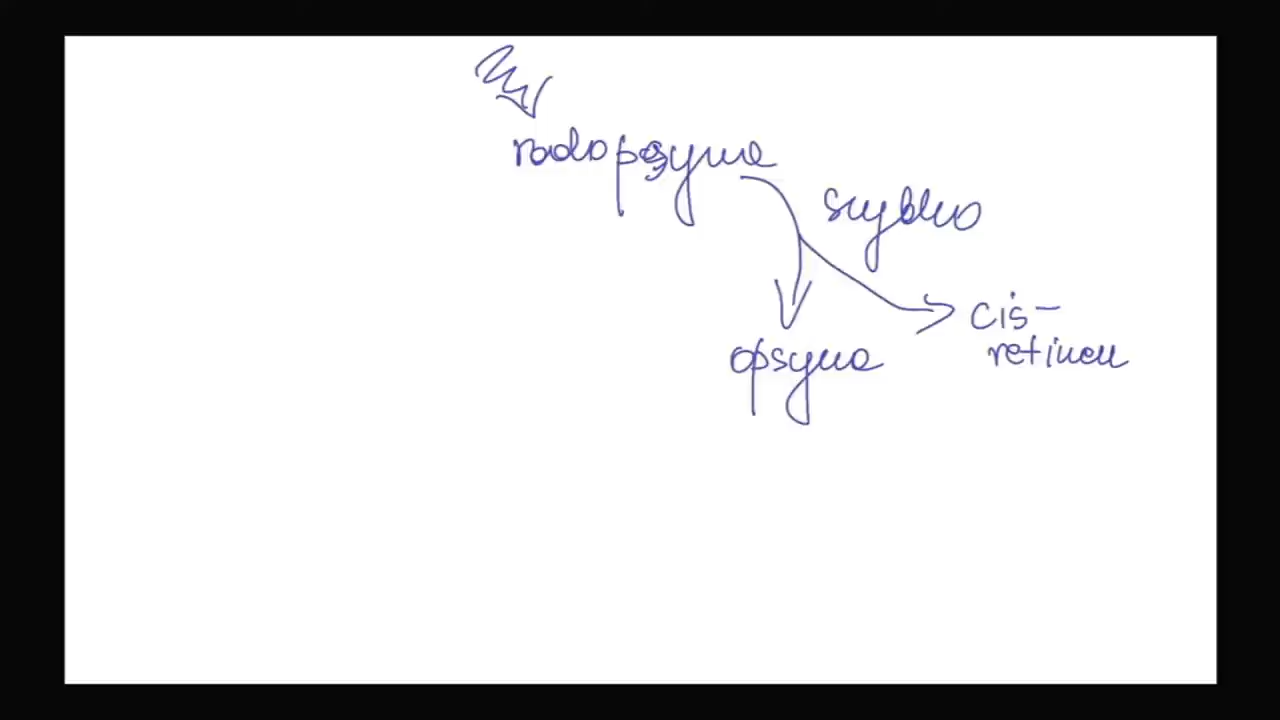 rodopsyna
szybko
opsyna
cis-
retinal